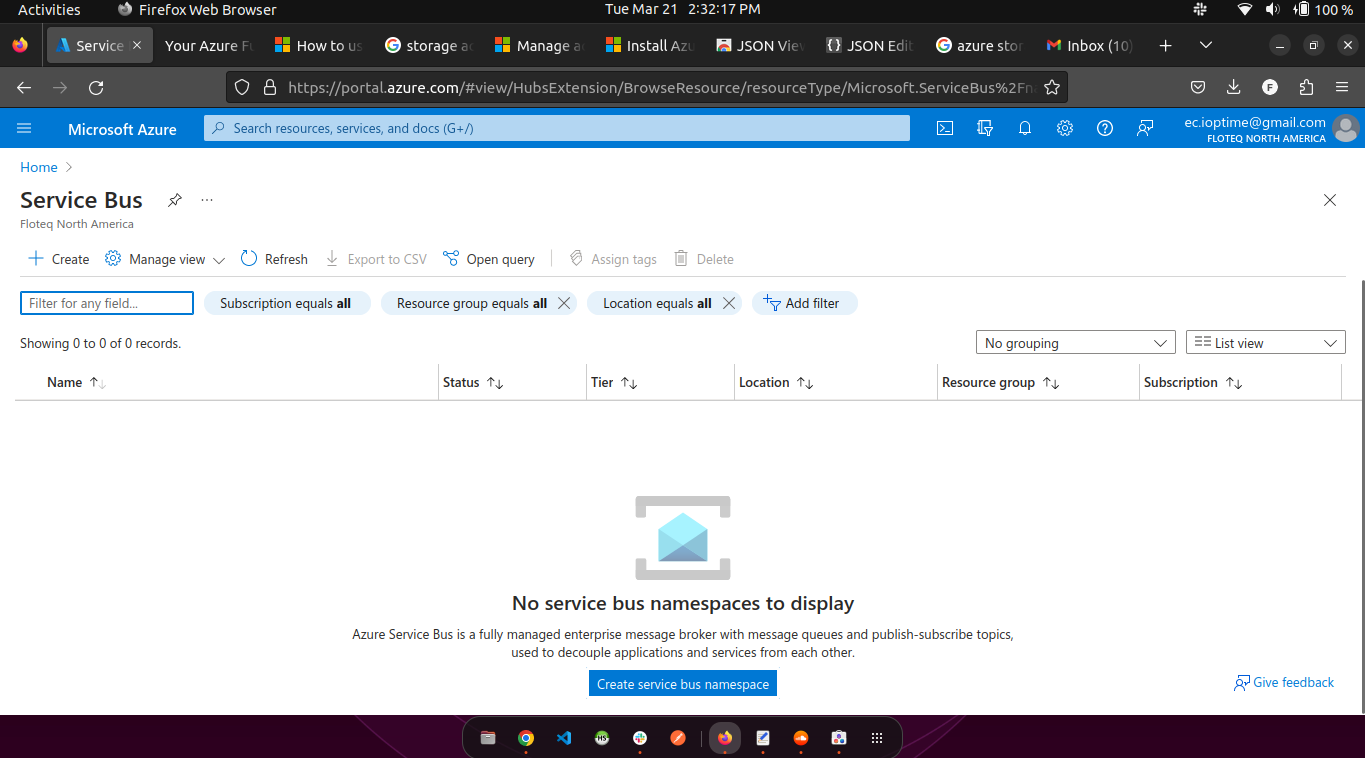 Activities Firefox Web Browser Tue Mar 21 2:32:17 PM 100 %
Service Your Azure Fu How to us storage ac Manage a Install Azu JSON View JSON Edit azure stor Inbox (10)
https://portal.azure.com/#view/HubsExtension/BrowseResource/resourceType/Microsoft.ServiceBus%2Fn
Microsoft Azure Search resources, services, and docs (G+/) ec.ioptime@gmail.com
FLOTEQ NORTH AMERICA
Home
Service Bus
Floteq North America
Create Manage view Refresh Export to CSV Open query Assign tags Delete
Filter for any field... Subscription equals all Resource group equals all Location equals all Add filter
Showing 0 to 0 of 0 records. No grouping List view
Name Status Tier Location Resource group Subscription
No service bus namespaces to display
Azure Service Bus is a fully managed enterprise message broker with message queues and publish-subscribe topics,
used to decouple applications and services from each other.
Create service bus namespace
Give feedback